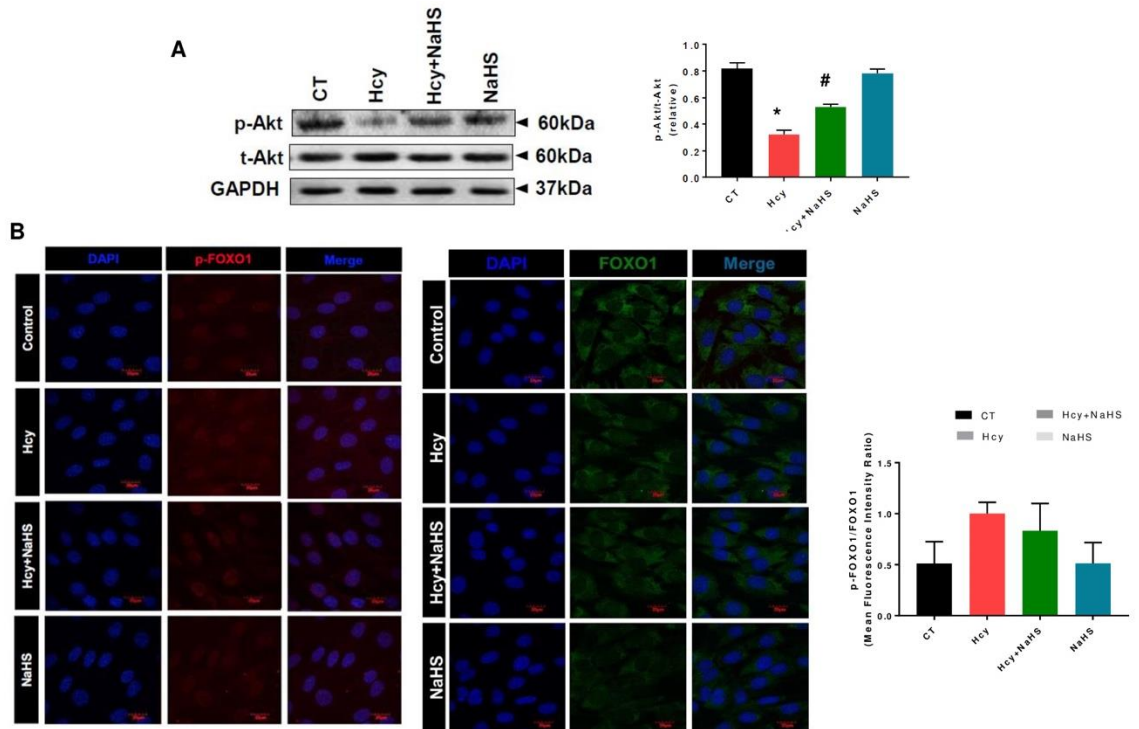 A
CT
Hcy
Hcy+NaHS
NaHS
p-Akt
60kDa
t-Akt
60kDa
GAPDH
37kDa
p-Akt/t-Akt
(relative)
1.0
0.8
0.6
0.4
0.2
0.0
*
#
CT
Hcy
cy+NaHS
NaHS
B
DAPI
p-FOXO1
Merge
Control
Hcy
Hcy+NaHS
NaHS
DAPI
FOXO1
Merge
Control
Hcy
Hcy+NaHS
NaHS
CT
Hcy+NaHS
Hcy
NaHS
p-FOXO1/FOXO1
(Mean Fluorescence Intensity Ratio)
1.5
1.0
0.5
0.0
CT
Hcy
Hcy+NaHS
NaHS